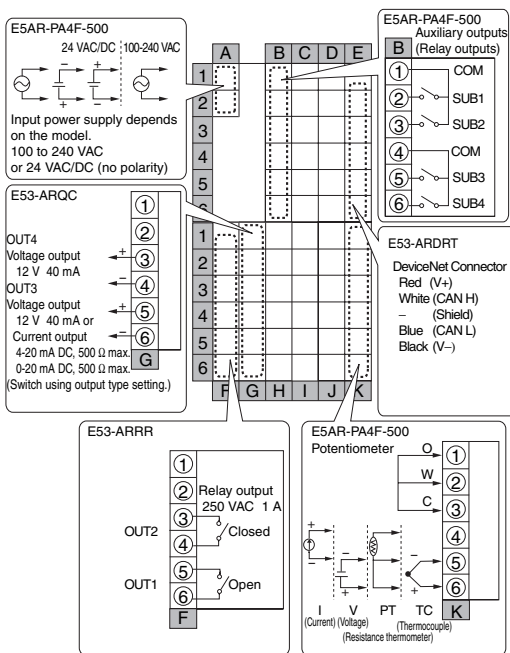 E5AR-PA4F-500
24 VAC/DC 100-240 VAC
Input power supply depends
on the model.
100 to 240 VAC
or 24 VAC/DC (no polarity)
A B C D E
1
2
3
4
5
6
1
2
3
4
5
6
F G H I J K
E5AR-PA4F-500
Auxiliary outputs
(Relay outputs)
B
1 COM
2 SUB1
3 SUB2
4 COM
5 SUB3
6 SUB4
E53-ARQC
1
2
OUT4
Voltage output + 3
12 V 40 mA
− 4
OUT3
Voltage output + 5
12 V 40 mA or
Current output − 6
4-20 mA DC, 500 Ω max.
0-20 mA DC, 500 Ω max.
G
(Switch using output type setting.)
E53-ARDRT
DeviceNet Connector
Red (V+)
White (CAN H)
– (Shield)
Blue (CAN L)
Black (V–)
E53-ARRR
1
2 Relay output
250 VAC 1 A
OUT2 3 4 Closed
OUT1 5 6 Open
F
E5AR-PA4F-500
Potentiometer
O 1
W 2
C 3
4
5
6
+ − + − − +
I V PT TC K
(Current) (Voltage) (Thermocouple)
(Resistance thermometer)